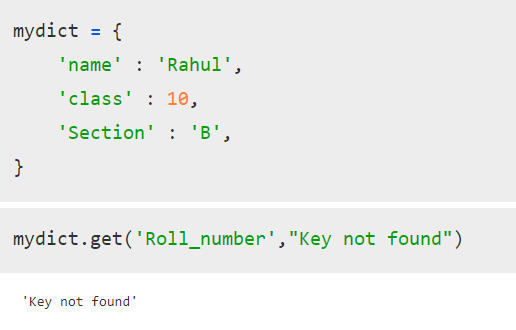 mydict = {
    'name' : 'Rahul',
    'class' : 10,
    'Section' : 'B',
}
mydict.get('Roll_number',"Key not found")
'Key not found'